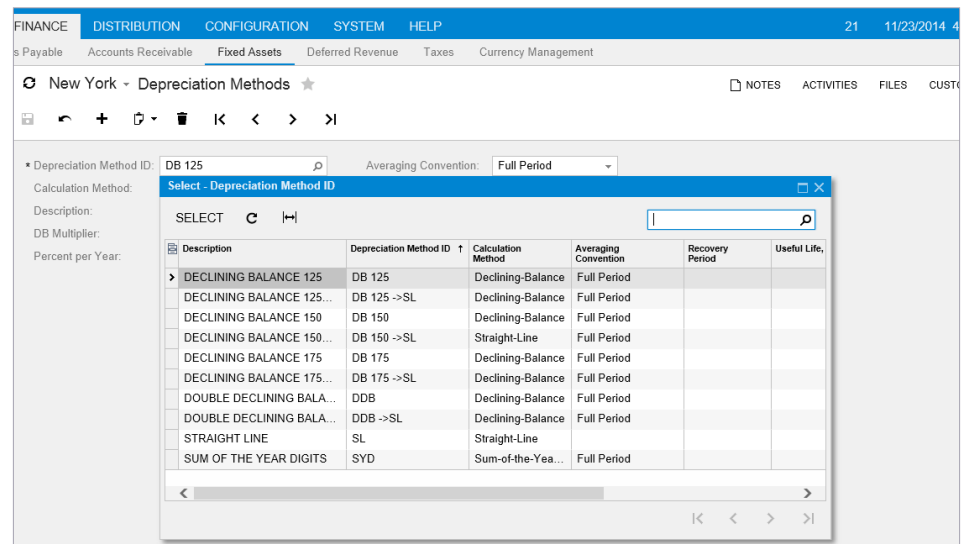 FINANCE DISTRIBUTION CONFIGURATION SYSTEM HELP 21 11/23/2014 4
s Payable Accounts Receivable Fixed Assets Deferred Revenue Taxes Currency Management
New York - Depreciation Methods NOTES ACTIVITIES FILES CUSTO
* Depreciation Method ID: DB 125 Averaging Convention: Full Period
Calculation Method:
Description:
DB Multiplier:
Percent per Year:
Select - Depreciation Method ID
SELECT
Description Depreciation Method ID ↑ Calculation Method Averaging Convention Recovery Period Useful Life,
DECLINING BALANCE 125 DB 125 Declining-Balance Full Period
DECLINING BALANCE 125... DB 125 ->SL Declining-Balance Full Period
DECLINING BALANCE 150 DB 150 Declining-Balance Full Period
DECLINING BALANCE 150... DB 150 ->SL Straight-Line Full Period
DECLINING BALANCE 175 DB 175 Declining-Balance Full Period
DECLINING BALANCE 175... DB 175 ->SL Declining-Balance Full Period
DOUBLE DECLINING BALA... DDB Declining-Balance Full Period
DOUBLE DECLINING BALA... DDB ->SL Declining-Balance Full Period
STRAIGHT LINE SL Straight-Line
SUM OF THE YEAR DIGITS SYD Sum-of-the-Yea... Full Period